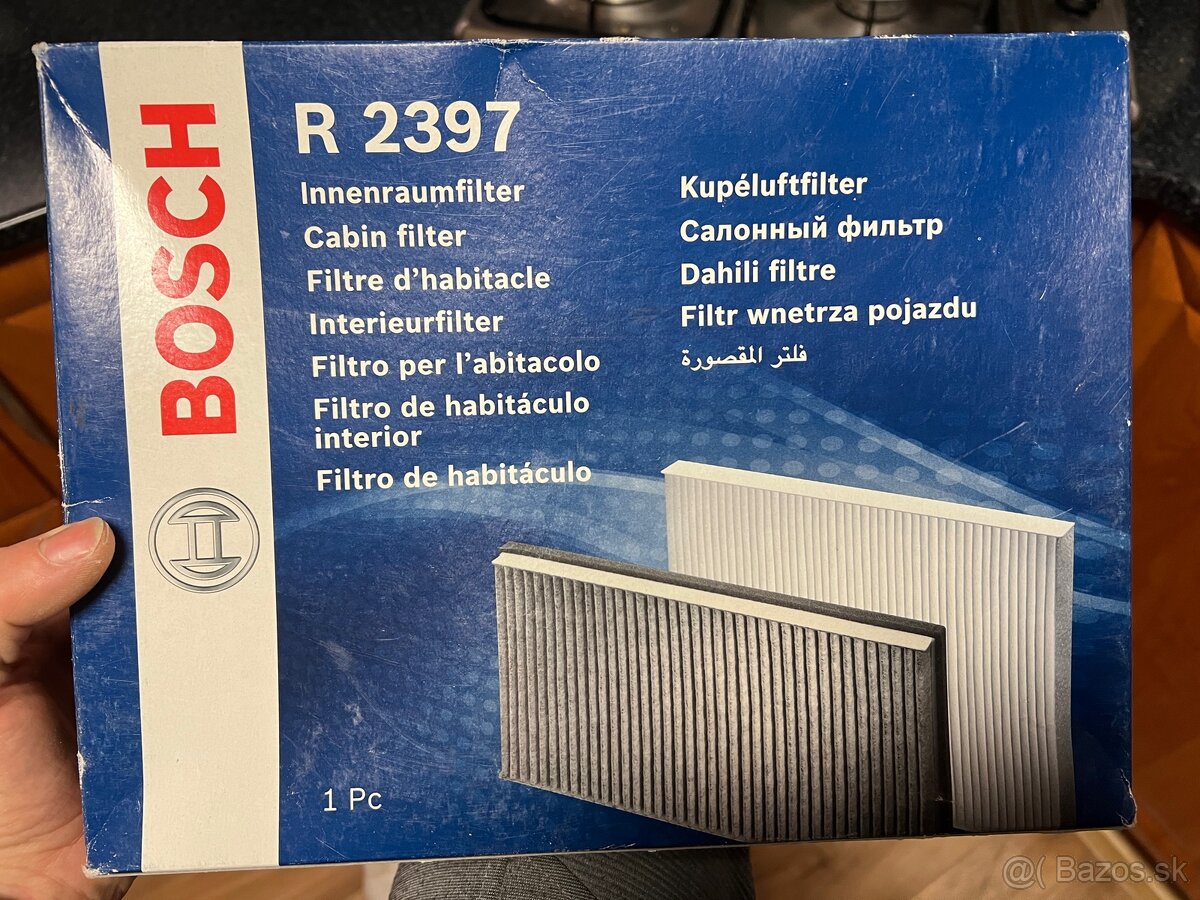 BOSCH
R 2397
Innenraumfilter
Cabin filter
Filtre d'habitacle
Interieurfilter
Filtro per l'abitacolo
Filtro de habitáculo
interior
Filtro de habitáculo
Kupéluftfilter
Салонный фильтр
Dahili filtre
Filtr wnetrza pojazdu
فلتر المقصورة
1 Pc
@( Bazos.sk